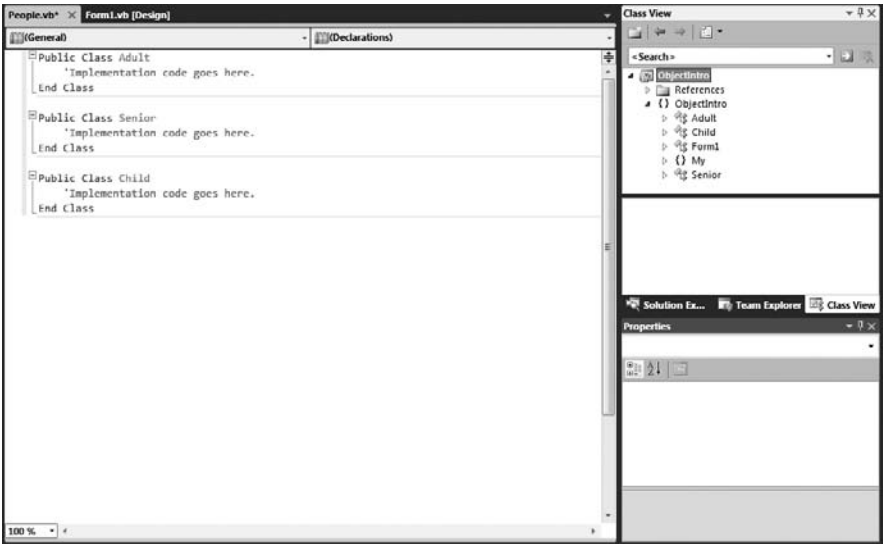 People.vb* × Form1.vb [Design]
(General)
(Declarations)
Public Class Adult
'Implementation code goes here.
End Class
Public Class Senior
'Implementation code goes here.
End Class
Public Class Child
'Implementation code goes here.
End Class
100 %
Class View
<Search>
ObjectIntro
References
{} ObjectIntro
Adult
Child
Form1
{} My
Senior
Solution Ex... Team Explorer Class View
Properties